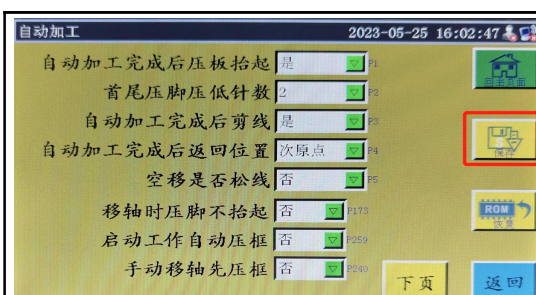 自动加工 2023-05-25 16:02:47
自动加工完成后压板抬起 是 P1
回主页面
首尾压脚压低针数 2 P2
自动加工完成后剪线 是 P3
保存
自动加工完成后返回位置 次原点 P4
空移是否松线 否 P5
移轴时压脚不抬起 否 P173
ROM
恢复
启动工作自动压框 否 P259
手动移轴先压框 否 P240
下页 返回